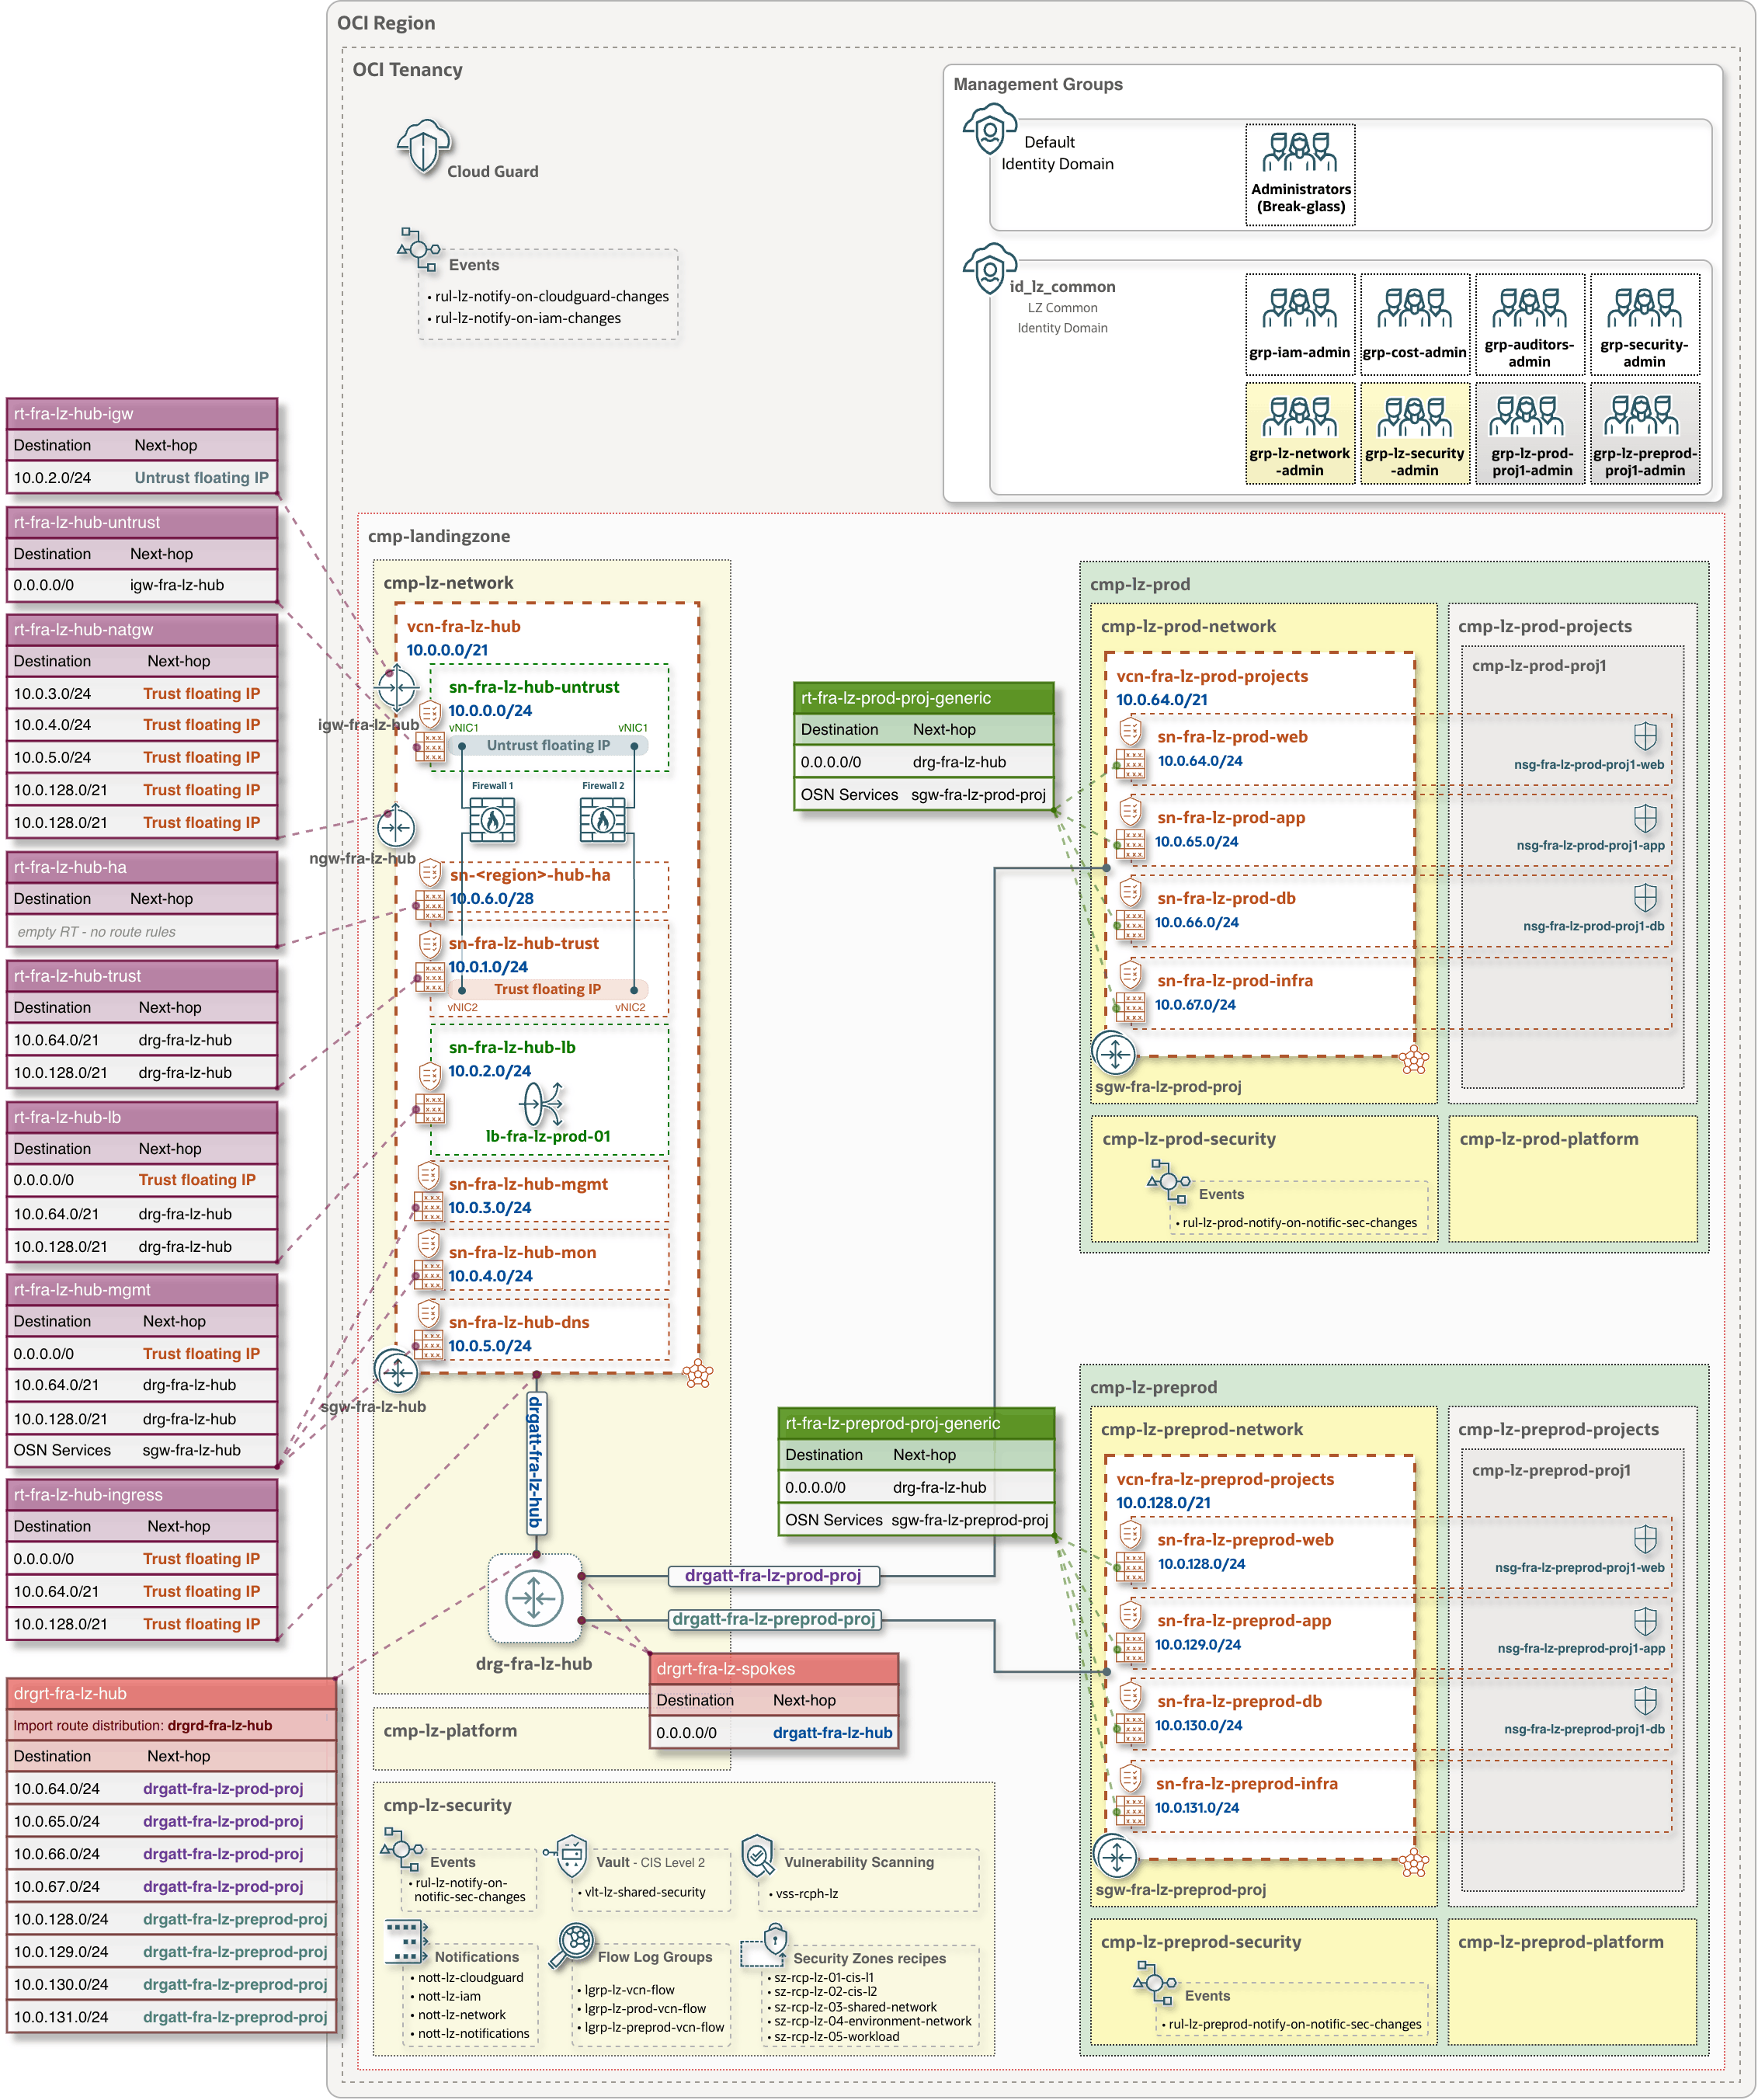 OCI Region
OCI Tenancy
Cloud Guard
Events
• rul-lz-notify-on-cloudguard-changes
• rul-lz-notify-on-iam-changes
Management Groups
Default
Identity Domain
Administrators
(Break-glass)
id_lz_common
LZ Common
Identity Domain
grp-iam-admin
grp-cost-admin
grp-auditors-
admin
grp-security-
admin
grp-lz-network
-admin
grp-lz-security
-admin
grp-lz-prod-
proj1-admin
grp-lz-preprod-
proj1-admin
rt-fra-lz-hub-igw
Destination Next-hop
10.0.2.0/24 Untrust floating IP
rt-fra-lz-hub-untrust
Destination Next-hop
0.0.0.0/0 igw-fra-lz-hub
rt-fra-lz-hub-natgw
Destination Next-hop
10.0.3.0/24 Trust floating IP
10.0.4.0/24 Trust floating IP
10.0.5.0/24 Trust floating IP
10.0.128.0/21 Trust floating IP
10.0.128.0/21 Trust floating IP
rt-fra-lz-hub-ha
Destination Next-hop
empty RT - no route rules
rt-fra-lz-hub-trust
Destination Next-hop
10.0.64.0/21 drg-fra-lz-hub
10.0.128.0/21 drg-fra-lz-hub
rt-fra-lz-hub-lb
Destination Next-hop
0.0.0.0/0 Trust floating IP
10.0.64.0/21 drg-fra-lz-hub
10.0.128.0/21 drg-fra-lz-hub
rt-fra-lz-hub-mgmt
Destination Next-hop
0.0.0.0/0 Trust floating IP
10.0.64.0/21 drg-fra-lz-hub
10.0.128.0/21 drg-fra-lz-hub
OSN Services sgw-fra-lz-hub
rt-fra-lz-hub-ingress
Destination Next-hop
0.0.0.0/0 Trust floating IP
10.0.64.0/21 Trust floating IP
10.0.128.0/21 Trust floating IP
drgrt-fra-lz-hub
Import route distribution: drgrd-fra-lz-hub
Destination Next-hop
10.0.64.0/24 drgatt-fra-lz-prod-proj
10.0.65.0/24 drgatt-fra-lz-prod-proj
10.0.66.0/24 drgatt-fra-lz-prod-proj
10.0.67.0/24 drgatt-fra-lz-prod-proj
10.0.128.0/24 drgatt-fra-lz-preprod-proj
10.0.129.0/24 drgatt-fra-lz-preprod-proj
10.0.130.0/24 drgatt-fra-lz-preprod-proj
10.0.131.0/24 drgatt-fra-lz-preprod-proj
cmp-landingzone
cmp-lz-network
vcn-fra-lz-hub
10.0.0.0/21
sn-fra-lz-hub-untrust
10.0.0.0/24
igw-fra-lz-hub
vNIC1 vNIC1
Untrust floating IP
Firewall 1 Firewall 2
ngw-fra-lz-hub
sn-<region>-hub-ha
10.0.6.0/28
sn-fra-lz-hub-trust
10.0.1.0/24
Trust floating IP
vNIC2 vNIC2
sn-fra-lz-hub-lb
10.0.2.0/24
lb-fra-lz-prod-01
sn-fra-lz-hub-mgmt
10.0.3.0/24
sn-fra-lz-hub-mon
10.0.4.0/24
sn-fra-lz-hub-dns
10.0.5.0/24
sgw-fra-lz-hub
drgatt-fra-lz-hub
drg-fra-lz-hub
drgatt-fra-lz-prod-proj
drgatt-fra-lz-preprod-proj
drgrt-fra-lz-spokes
Destination Next-hop
0.0.0.0/0 drgatt-fra-lz-hub
cmp-lz-platform
cmp-lz-security
Events
• rul-lz-notify-on-
notific-sec-changes
Vault - CIS Level 2
• vlt-lz-shared-security
Vulnerability Scanning
• vss-rcph-lz
Notifications
• nott-lz-cloudguard
• nott-lz-iam
• nott-lz-network
• nott-lz-notifications
Flow Log Groups
• lgrp-lz-vcn-flow
• lgrp-lz-prod-vcn-flow
• lgrp-lz-preprod-vcn-flow
Security Zones recipes
• sz-rcp-lz-01-cis-l1
• sz-rcp-lz-02-cis-l2
• sz-rcp-lz-03-shared-network
• sz-rcp-lz-04-environment-network
• sz-rcp-lz-05-workload
rt-fra-lz-prod-proj-generic
Destination Next-hop
0.0.0.0/0 drg-fra-lz-hub
OSN Services sgw-fra-lz-prod-proj
rt-fra-lz-preprod-proj-generic
Destination Next-hop
0.0.0.0/0 drg-fra-lz-hub
OSN Services sgw-fra-lz-preprod-proj
cmp-lz-prod
cmp-lz-prod-network
vcn-fra-lz-prod-projects
10.0.64.0/21
sn-fra-lz-prod-web
10.0.64.0/24
sn-fra-lz-prod-app
10.0.65.0/24
sn-fra-lz-prod-db
10.0.66.0/24
sn-fra-lz-prod-infra
10.0.67.0/24
sgw-fra-lz-prod-proj
cmp-lz-prod-projects
cmp-lz-prod-proj1
nsg-fra-lz-prod-proj1-web
nsg-fra-lz-prod-proj1-app
nsg-fra-lz-prod-proj1-db
cmp-lz-prod-security
Events
• rul-lz-prod-notify-on-notific-sec-changes
cmp-lz-prod-platform
cmp-lz-preprod
cmp-lz-preprod-network
vcn-fra-lz-preprod-projects
10.0.128.0/21
sn-fra-lz-preprod-web
10.0.128.0/24
sn-fra-lz-preprod-app
10.0.129.0/24
sn-fra-lz-preprod-db
10.0.130.0/24
sn-fra-lz-preprod-infra
10.0.131.0/24
sgw-fra-lz-preprod-proj
cmp-lz-preprod-projects
cmp-lz-preprod-proj1
nsg-fra-lz-preprod-proj1-web
nsg-fra-lz-preprod-proj1-app
nsg-fra-lz-preprod-proj1-db
cmp-lz-preprod-security
Events
• rul-lz-preprod-notify-on-notific-sec-changes
cmp-lz-preprod-platform